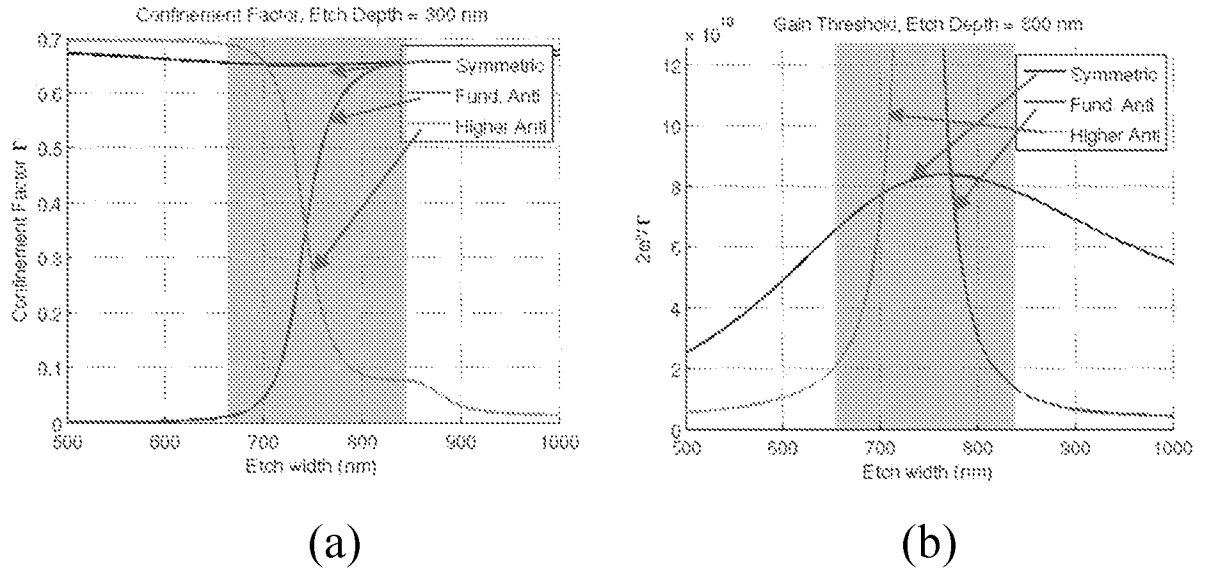 Confinement Factor, Etch Depth = 300 nm
Confinement Factor Γ
0.7
0.6
0.5
0.4
0.3
0.2
0.1
0
500 600 700 800 900 1000
Etch width (nm)
Symmetric
Fund. Anti
Higher Anti
(a)
Gain Threshold, Etch Depth = 800 nm
12
10
8
6
4
2
0
500 600 700 800 900 1000
Etch width (nm)
Symmetric
Fund. Anti
Higher Anti
(b)